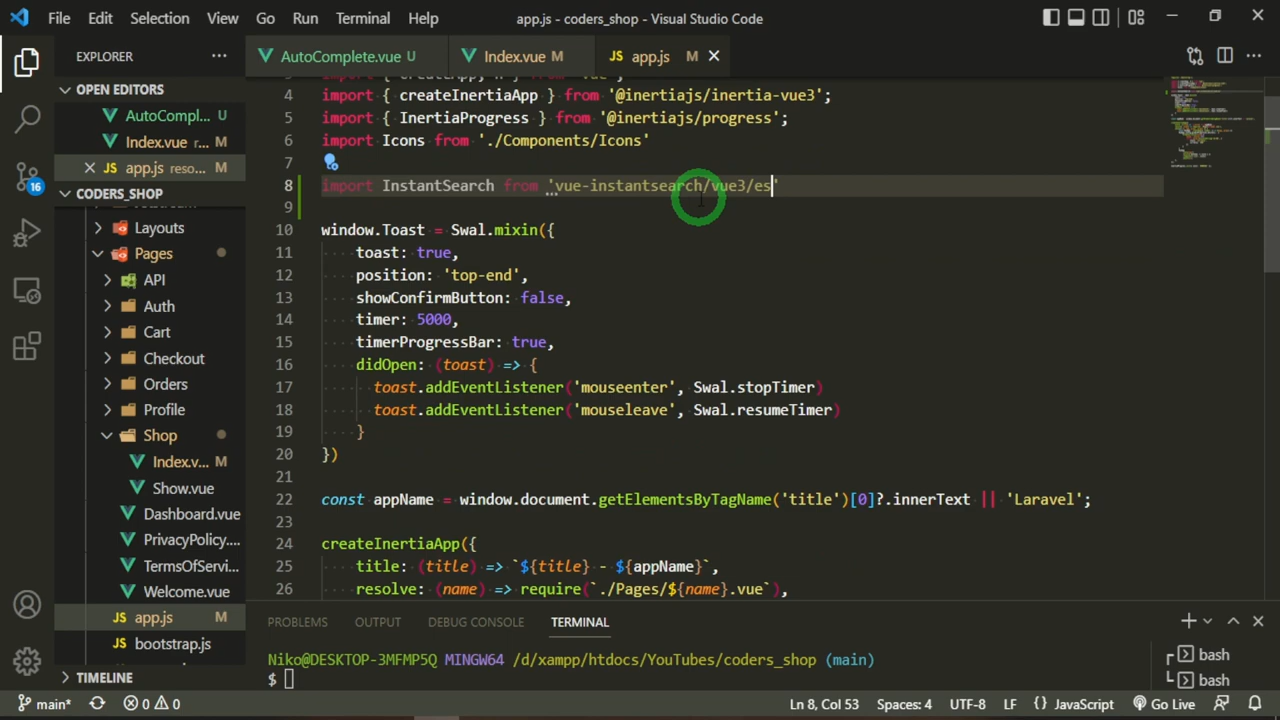 File Edit Selection View Go Run Terminal Help app.js - coders_shop - Visual Studio Code
EXPLORER
AutoComplete.vue U Index.vue M JS app.js M
OPEN EDITORS
AutoCompl... U
Index.vue r... M
JS app.js reso... M
CODERS_SHOP
Layouts
Pages
API
Auth
Cart
Checkout
Orders
Profile
Shop
Index.v... M
Show.vue
Dashboard.vue
PrivacyPolicy....
TermsOfServi...
Welcome.vue
JS app.js M
JS bootstrap.js
TIMELINE
16
4 import { createInertiaApp } from '@inertiajs/inertia-vue3';
5 import { InertiaProgress } from '@inertiajs/progress';
6 import Icons from './Components/Icons'
7
8 import InstantSearch from 'vue-instantsearch/vue3/es'
9
10 window.Toast = Swal.mixin({
11 toast: true,
12 position: 'top-end',
13 showConfirmButton: false,
14 timer: 5000,
15 timerProgressBar: true,
16 didOpen: (toast) => {
17 toast.addEventListener('mouseenter', Swal.stopTimer)
18 toast.addEventListener('mouseleave', Swal.resumeTimer)
19 }
20 })
21
22 const appName = window.document.getElementsByTagName('title')[0]?.innerText || 'Laravel';
23
24 createInertiaApp({
25 title: (title) => `${title} - ${appName}`,
26 resolve: (name) => require(`./Pages/${name}.vue`),
PROBLEMS OUTPUT DEBUG CONSOLE TERMINAL
Niko@DESKTOP-3MFMP5Q MINGW64 /d/xampp/htdocs/YouTubes/coders_shop (main)
$
bash
bash
main* 0 0 Ln 8, Col 53 Spaces: 4 UTF-8 LF {} JavaScript Go Live